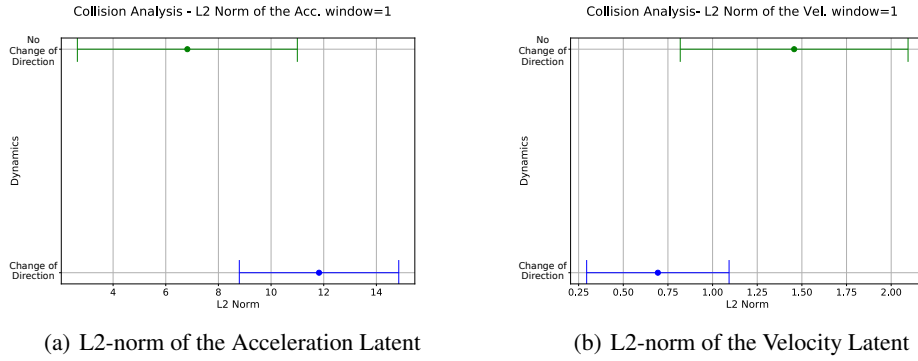 Collision Analysis - L2 Norm of the Acc. window=1
No
Change of
Direction
Dynamics
Change of
Direction
4 6 8 10 12 14
L2 Norm
(a) L2-norm of the Acceleration Latent
Collision Analysis- L2 Norm of the Vel. window=1
No
Change of
Direction
Dynamics
Change of
Direction
0.25 0.50 0.75 1.00 1.25 1.50 1.75 2.00
L2 Norm
(b) L2-norm of the Velocity Latent